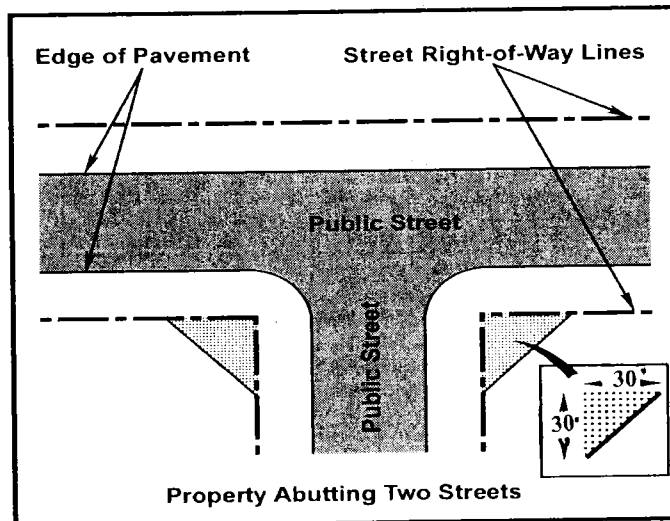 Edge of Pavement
Street Right-of-Way Lines
Public Street
Public Street
30'
30'
Property Abutting Two Streets